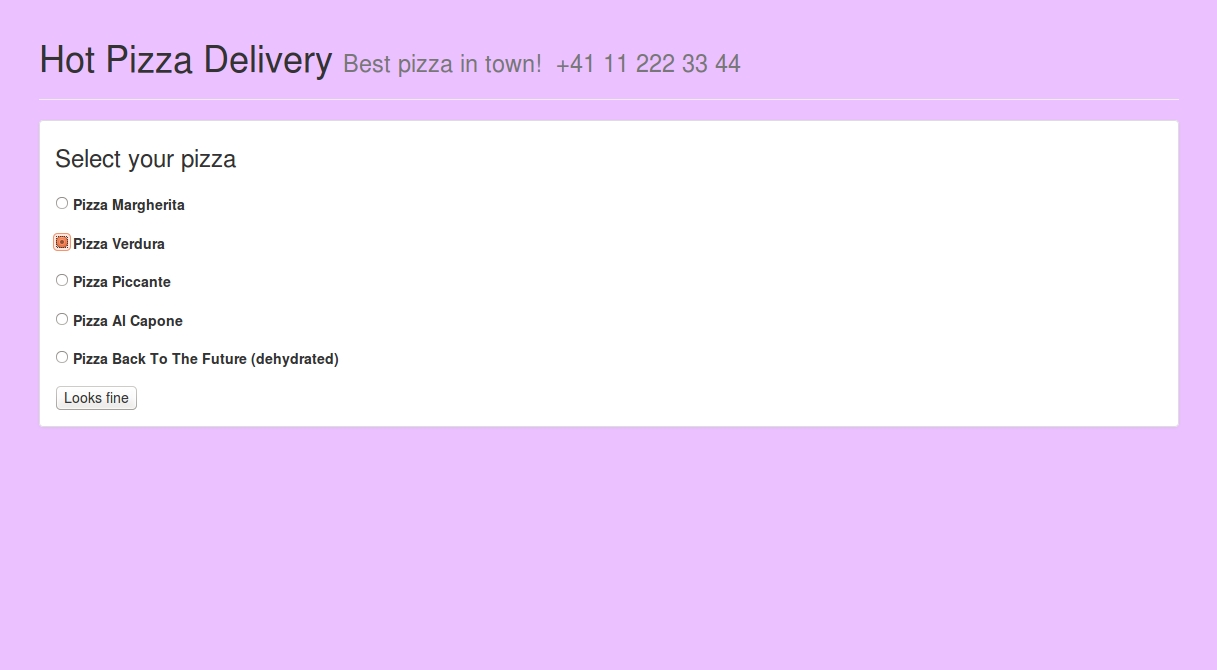 Hot Pizza Delivery Best pizza in town! +41 11 222 33 44
Select your pizza
Pizza Margherita
Pizza Verdura
Pizza Piccante
Pizza Al Capone
Pizza Back To The Future (dehydrated)
Looks fine